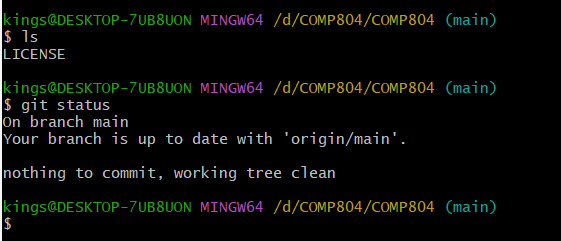 kings@DESKTOP-7UB8UON MINGW64 /d/COMP804/COMP804 (main)
$ ls
LICENSE
kings@DESKTOP-7UB8UON MINGW64 /d/COMP804/COMP804 (main)
$ git status
On branch main
Your branch is up to date with 'origin/main'.
nothing to commit, working tree clean
kings@DESKTOP-7UB8UON MINGW64 /d/COMP804/COMP804 (main)
$